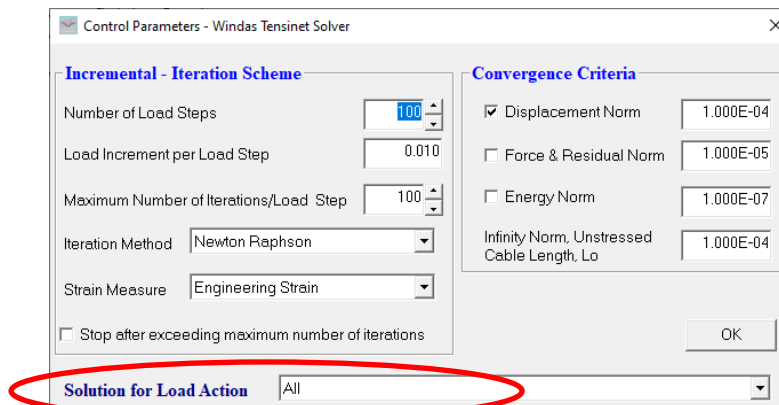 Control Parameters - Windas Tensinet Solver
Incremental - Iteration Scheme
Number of Load Steps 100
Load Increment per Load Step 0.010
Maximum Number of Iterations/Load Step 100
Iteration Method Newton Raphson
Strain Measure Engineering Strain
Stop after exceeding maximum number of iterations
Convergence Criteria
Displacement Norm 1.000E-04
Force & Residual Norm 1.000E-05
Energy Norm 1.000E-07
Infinity Norm, Unstressed
Cable Length, Lo 1.000E-04
OK
Solution for Load Action All